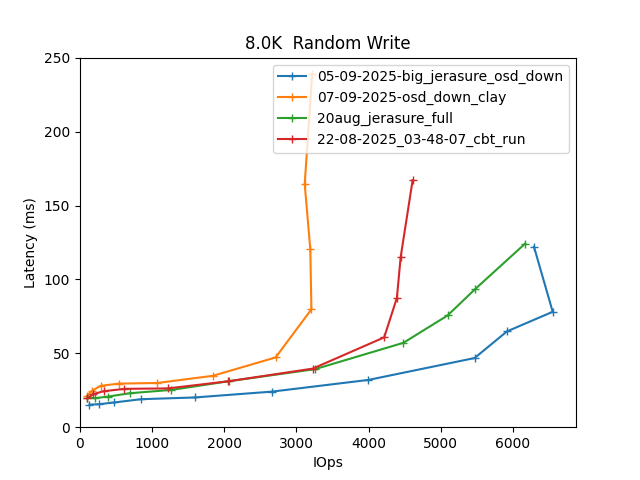 8.0K  Random Write
Latency (ms)
250
200
150
100
50
0
05-09-2025-big_jerasure_osd_down
07-09-2025-osd_down_clay
20aug_jerasure_full
22-08-2025_03-48-07_cbt_run
0 1000 2000 3000 4000 5000 6000
IOps